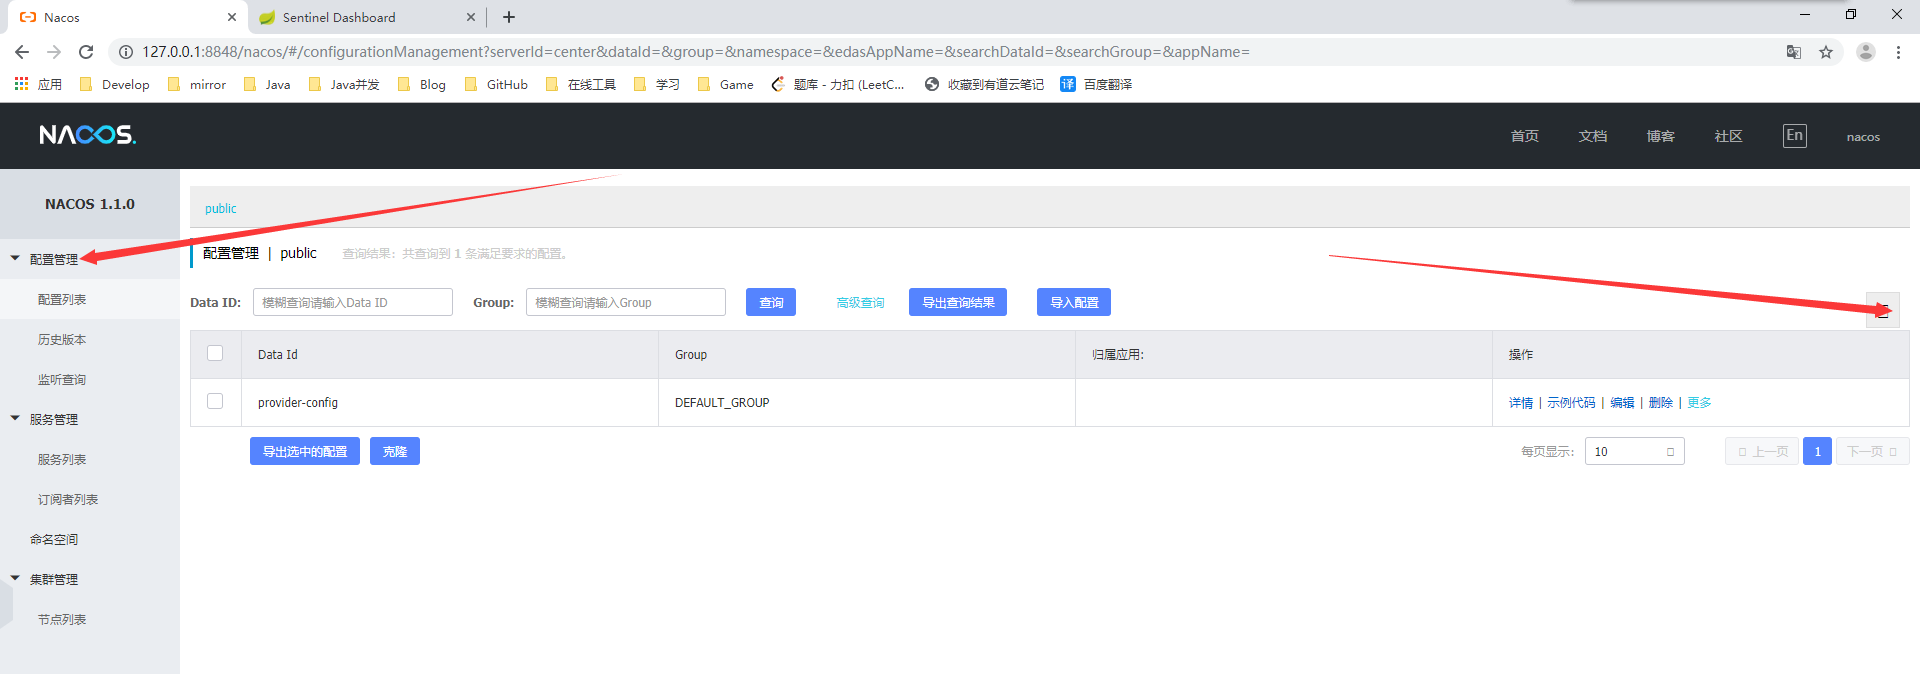 Nacos
Sentinel Dashboard
127.0.0.1:8848/nacos/#/configurationManagement?serverId=center&dataId=&group=&namespace=&edasAppName=&searchDataId=&searchGroup=&appName=
应用 Develop mirror Java Java并发 Blog GitHub 在线工具 学习 Game 题库 - 力扣 (LeetC... 收藏到有道云笔记 译 百度翻译
NACOS.
首页 文档 博客 社区 En nacos
NACOS 1.1.0
配置管理
配置列表
历史版本
监听查询
服务管理
服务列表
订阅者列表
命名空间
集群管理
节点列表
public
配置管理 | public 查询结果：共查询到 1 条满足要求的配置。
Data ID: 模糊查询请输入Data ID Group: 模糊查询请输入Group 查询 高级查询 导出查询结果 导入配置
Data Id Group 归属应用: 操作
provider-config DEFAULT_GROUP 详情 | 示例代码 | 编辑 | 删除 | 更多
导出选中的配置 克隆 每页显示: 10 上一页 1 下一页